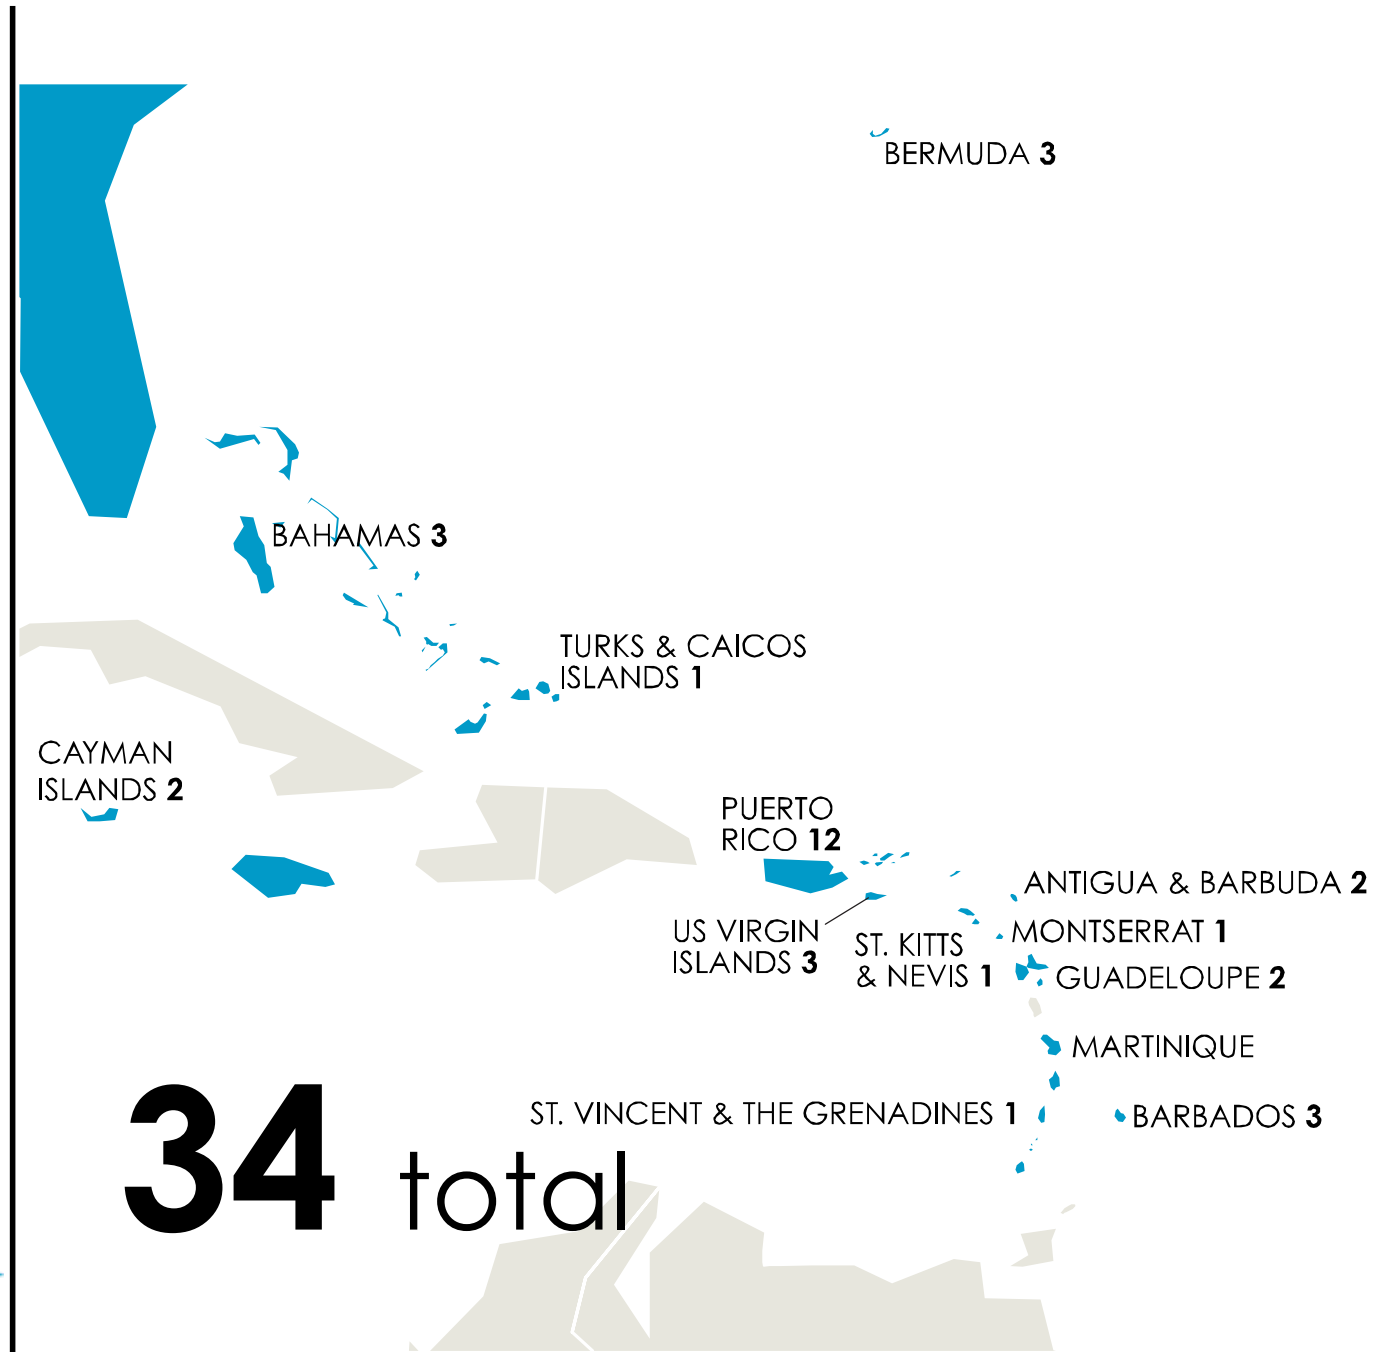 BERMUDA 3
BAHAMAS 3
TURKS & CAICOS
ISLANDS 1
CAYMAN
ISLANDS 2
PUERTO
RICO 12
ANTIGUA & BARBUDA 2
US VIRGIN
ISLANDS 3
ST. KITTS
& NEVIS 1
MONTSERRAT 1
GUADELOUPE 2
MARTINIQUE
ST. VINCENT & THE GRENADINES 1
BARBADOS 3
34 total